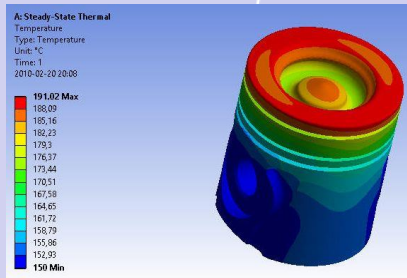 A: Steady-State Thermal
Temperature
Type: Temperature
Unit: °C
Time: 1
2010-02-20 20:08
191,02 Max
188,09
185,16
182,23
179,3
176,37
173,44
170,51
167,58
164,65
161,72
158,79
155,86
152,93
150 Min